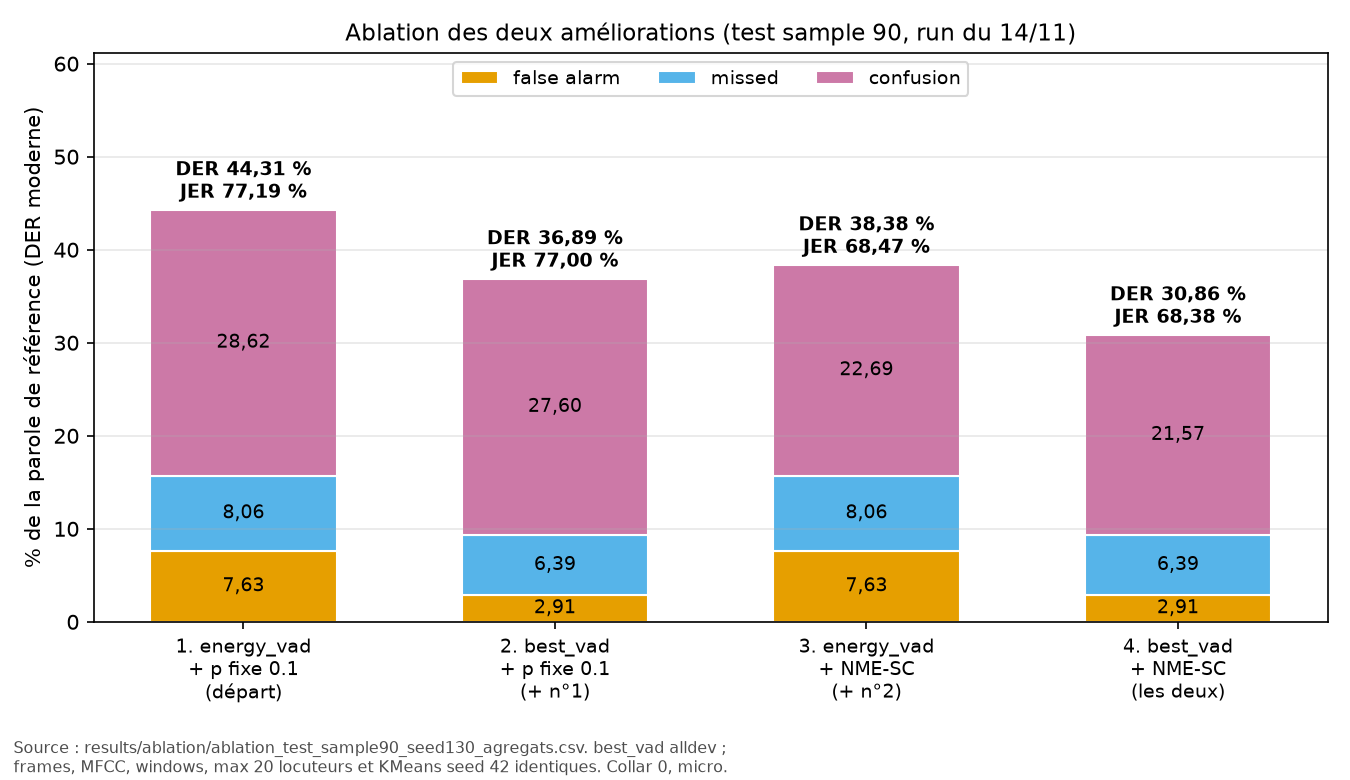 Ablation des deux améliorations (test sample 90, run du 14/11)
false alarm missed confusion
% de la parole de référence (DER moderne)
60
50
40
30
20
10
0
DER 44,31 %
JER 77,19 %
28,62
8,06
7,63
DER 36,89 %
JER 77,00 %
27,60
6,39
2,91
DER 38,38 %
JER 68,47 %
22,69
8,06
7,63
DER 30,86 %
JER 68,38 %
21,57
6,39
2,91
1. energy_vad
+ p fixe 0.1
(départ)
2. best_vad
+ p fixe 0.1
(+ n°1)
3. energy_vad
+ NME-SC
(+ n°2)
4. best_vad
+ NME-SC
(les deux)
Source : results/ablation/ablation_test_sample90_seed130_agregats.csv. best_vad alldev ;
frames, MFCC, windows, max 20 locuteurs et KMeans seed 42 identiques. Collar 0, micro.